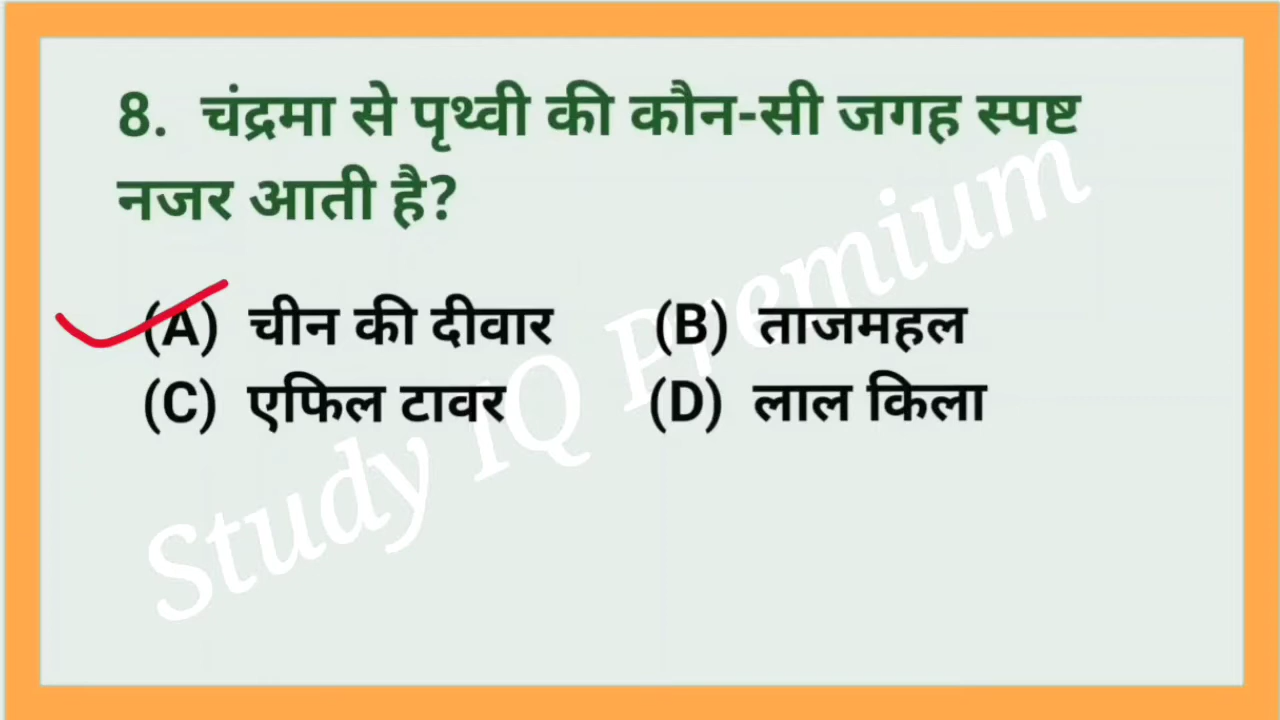 8. चंद्रमा से पृथ्वी की कौन-सी जगह स्पष्ट
नजर आती है?
(A) चीन की दीवार (B) ताजमहल
(C) एफिल टावर (D) लाल किला
Study IQ Premium